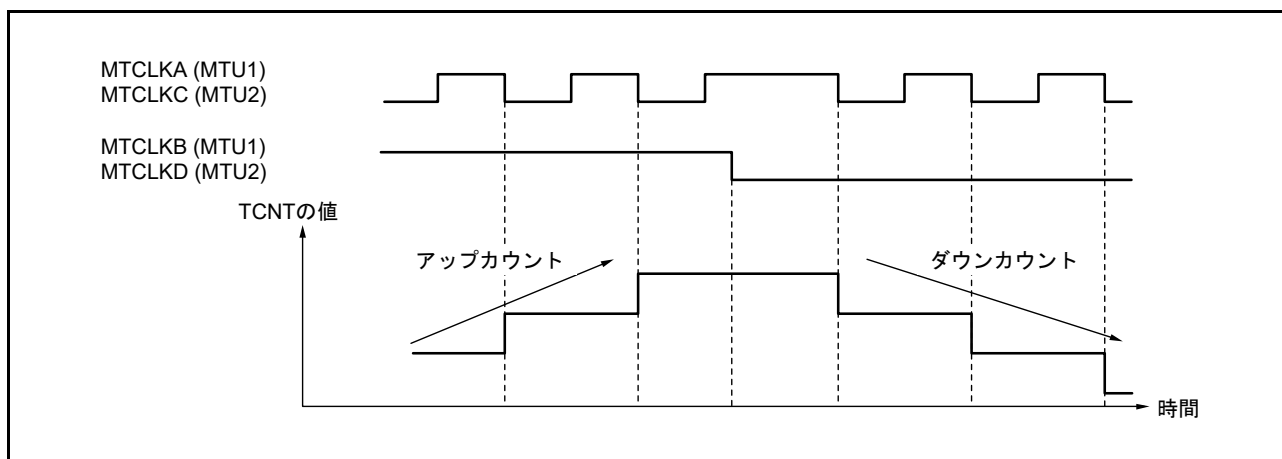 MTCLKA (MTU1)
MTCLKC (MTU2)
MTCLKB (MTU1)
MTCLKD (MTU2)
TCNTの値
アップカウント
ダウンカウント
時間